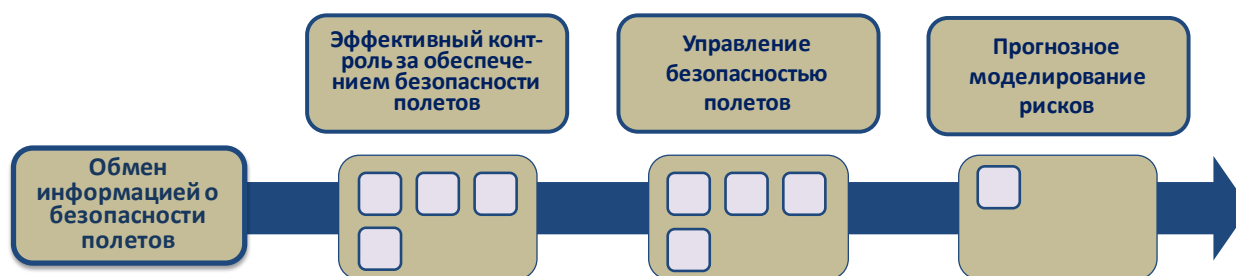 Эффективный конт-
роль за обеспече-
нием безопасности
полетов
Управление
безопасностью
полетов
Прогнозное
моделирование
рисков
Обмен
информацией о
безопасности
полетов